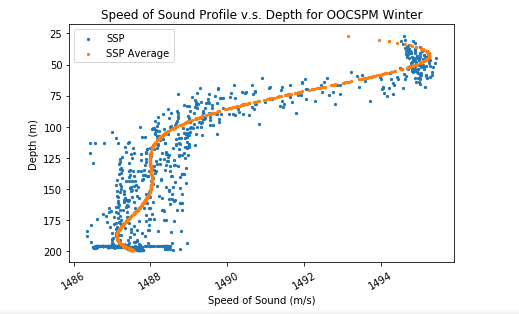 Speed of Sound Profile v.s. Depth for OOCSPM Winter
SSP
SSP Average
25
50
75
100
125
150
175
200
Depth (m)
1486
1488
1490
1492
1494
Speed of Sound (m/s)